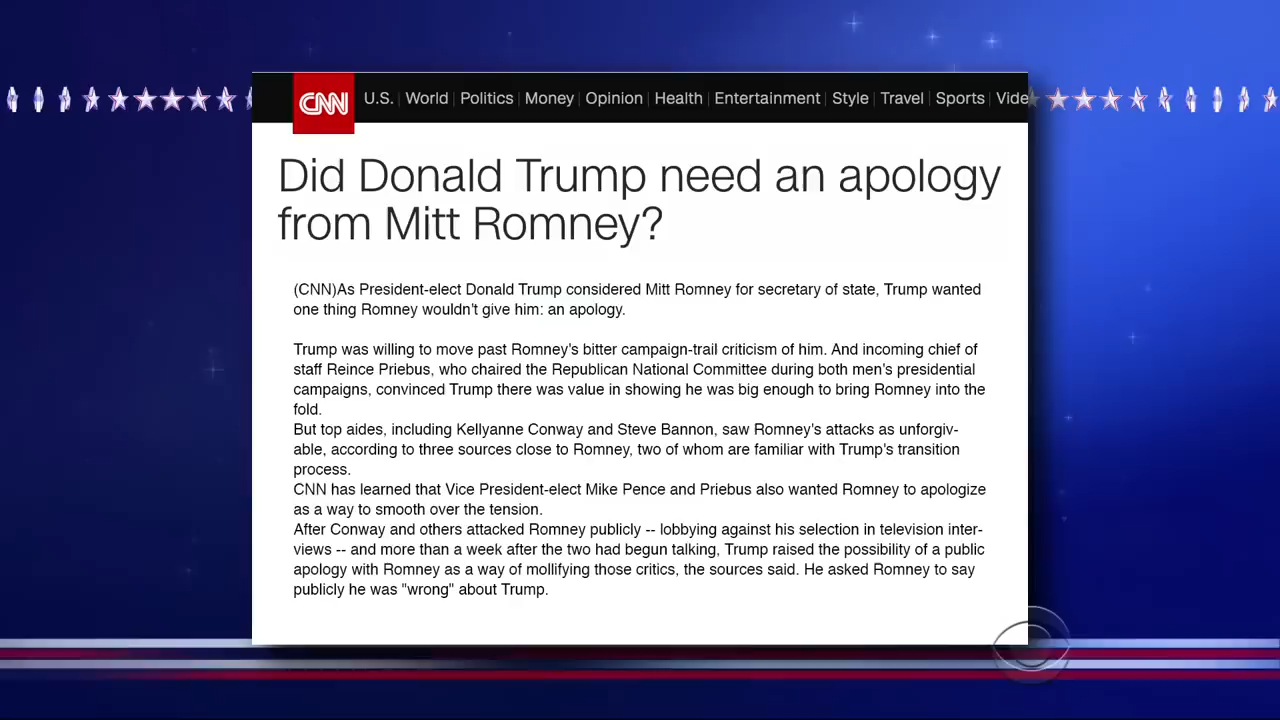 CNN
U.S. World Politics Money Opinion Health Entertainment Style Travel Sports Vide
Did Donald Trump need an apology
from Mitt Romney?
(CNN)As President-elect Donald Trump considered Mitt Romney for secretary of state, Trump wanted
one thing Romney wouldn't give him: an apology.
Trump was willing to move past Romney's bitter campaign-trail criticism of him. And incoming chief of
staff Reince Priebus, who chaired the Republican National Committee during both men's presidential
campaigns, convinced Trump there was value in showing he was big enough to bring Romney into the
fold.
But top aides, including Kellyanne Conway and Steve Bannon, saw Romney's attacks as unforgiv-
able, according to three sources close to Romney, two of whom are familiar with Trump's transition
process.
CNN has learned that Vice President-elect Mike Pence and Priebus also wanted Romney to apologize
as a way to smooth over the tension.
After Conway and others attacked Romney publicly -- lobbying against his selection in television inter-
views -- and more than a week after the two had begun talking, Trump raised the possibility of a public
apology with Romney as a way of mollifying those critics, the sources said. He asked Romney to say
publicly he was "wrong" about Trump.